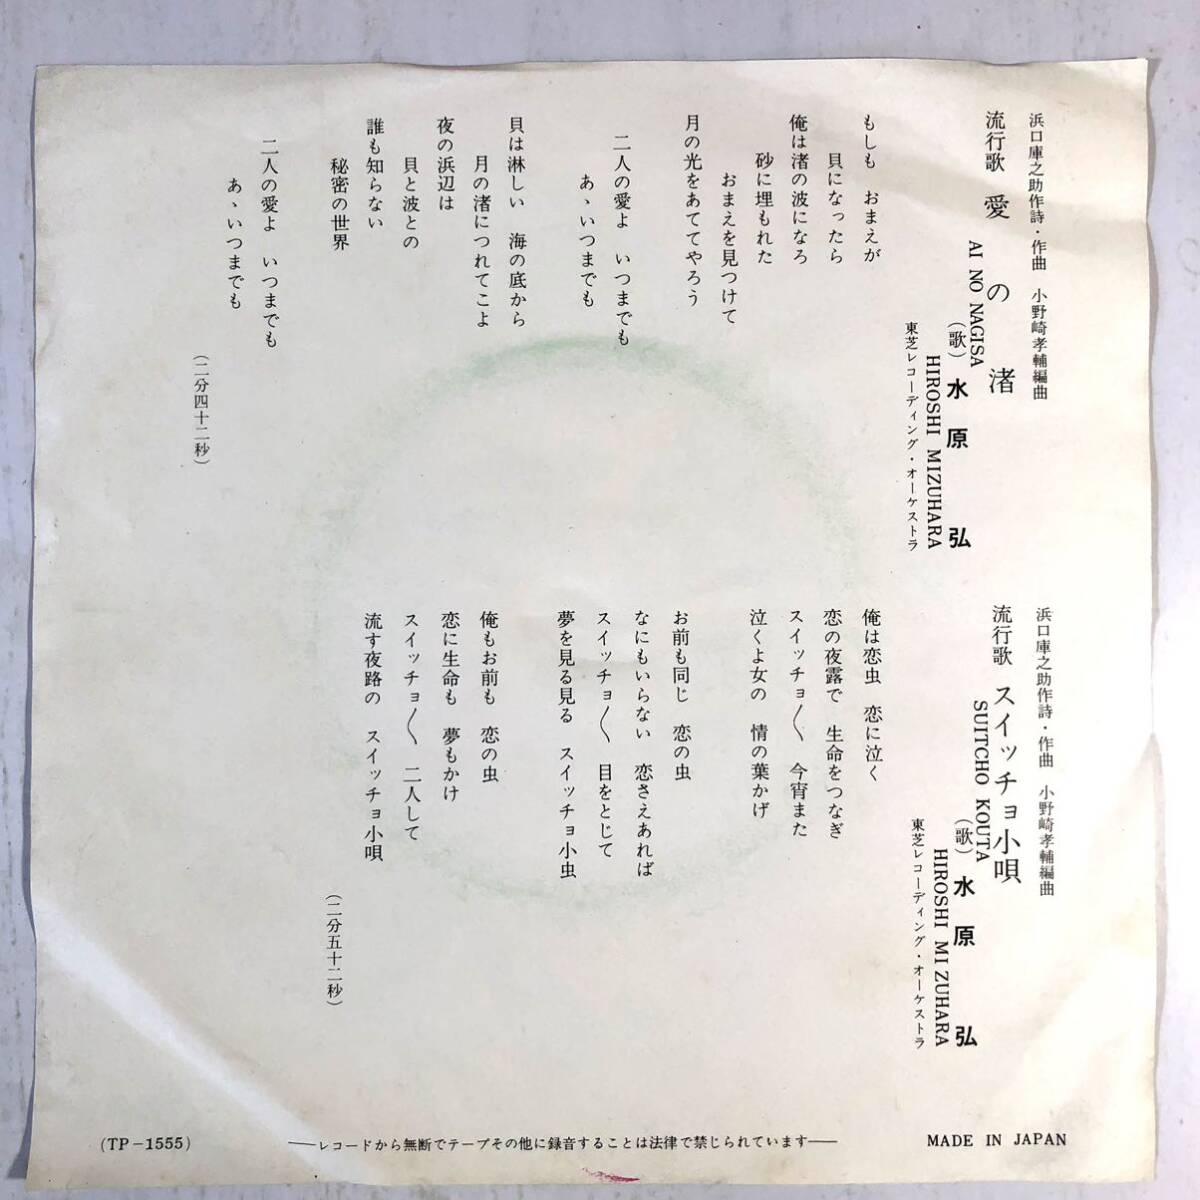 浜口庫之助作詩・作曲　小野崎孝輔編曲
流行歌　愛の渚
AI NO NAGISA
（歌）水原　弘
HIROSHI MIZUHARA
東芝レコーディング・オーケストラ
もしも　おまえが
貝になったら
俺は渚の波になろ
砂に埋もれた
おまえを見つけて
月の光をあててやろう
二人の愛よ　いつまでも
あゝいつまでも
貝は淋しい　海の底から
月の渚につれてこよ
夜の浜辺は
貝と波との
誰も知らない
秘密の世界
二人の愛よ　いつまでも
あゝいつまでも
（二分四十二秒）
浜口庫之助作詩・作曲　小野崎孝輔編曲
流行歌　スイッチョ小唄
SUITCHO KOUTA
（歌）水原　弘
HIROSHI MIZUHARA
東芝レコーディング・オーケストラ
俺は恋虫　恋に泣く
恋の夜露で　生命をつなぎ
スイッチョ〳〵　今宵また
泣くよ女の　情の葉かげ
お前も同じ　恋の虫
なにもいらない　恋さえあれば
スイッチョ〳〵　目をとじて
夢を見る見る　スイッチョ小虫
俺もお前も　恋の虫
恋に生命も　夢もかけ
スイッチョ〳〵　二人して
流す夜路の　スイッチョ小唄
（二分五十二秒）
(TP-1555)
―レコードから無断でテープその他に録音することは法律で禁じられています―
MADE IN JAPAN